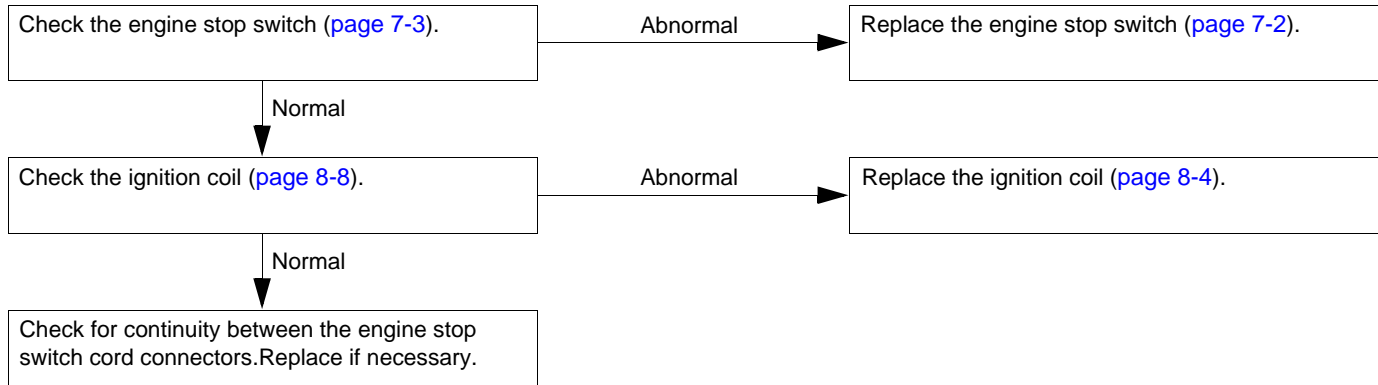 Check the engine stop switch (page 7-3).
Abnormal
Replace the engine stop switch (page 7-2).
Normal
Check the ignition coil (page 8-8).
Abnormal
Replace the ignition coil (page 8-4).
Normal
Check for continuity between the engine stop
switch cord connectors.Replace if necessary.